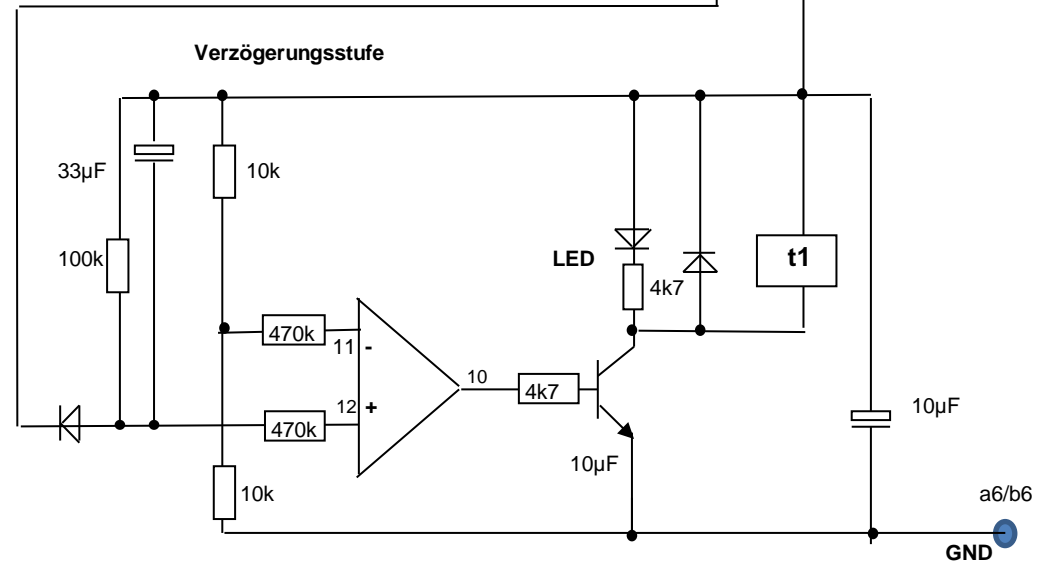 Verzögerungsstufe
33µF
10k
100k
LED
t1
4k7
470k
11
-
10
12
+
4k7
470k
10µF
10µF
10k
a6/b6
GND